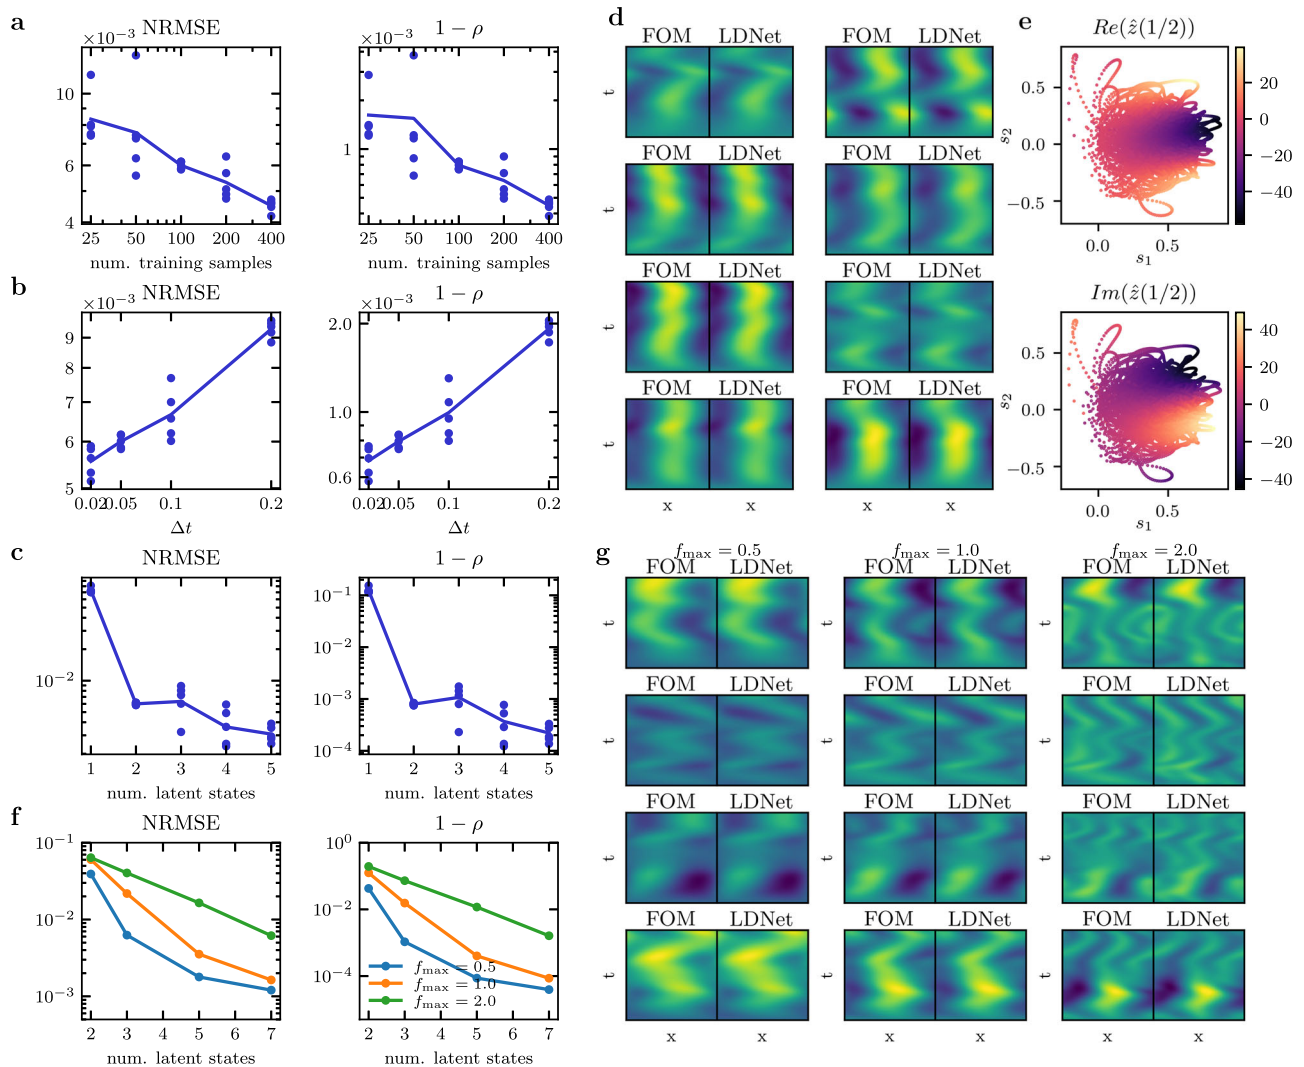 a
NRMSE
×10⁻³
10
6
4
25 50 100 200 400
num. training samples
1 − ρ
×10⁻³
1
25 50 100 200 400
num. training samples
b
NRMSE
×10⁻³
9
8
7
6
5
0.02 0.05 0.1 0.2
Δt
1 − ρ
×10⁻³
2.0
1.0
0.6
0.02 0.05 0.1 0.2
Δt
c
NRMSE
10⁻²
1 2 3 4 5
num. latent states
1 − ρ
10⁻¹
10⁻²
10⁻³
10⁻⁴
1 2 3 4 5
num. latent states
f
NRMSE
10⁻¹
10⁻²
10⁻³
2 3 4 5 6 7
num. latent states
1 − ρ
10⁰
10⁻²
10⁻⁴
f_max = 0.5
f_max = 1.0
f_max = 2.0
2 3 4 5 6 7
num. latent states
d
FOM LDNet FOM LDNet
t
FOM LDNet FOM LDNet
t
FOM LDNet FOM LDNet
t
FOM LDNet FOM LDNet
t
x x x x
e
Re(ẑ(1/2))
0.5
0.0
−0.5
s₂
0.0 0.5
s₁
20
0
−20
−40
Im(ẑ(1/2))
0.5
0.0
−0.5
s₂
0.0 0.5
s₁
40
20
0
−20
−40
g
f_max = 0.5 f_max = 1.0 f_max = 2.0
FOM LDNet FOM LDNet FOM LDNet
t t t
FOM LDNet FOM LDNet FOM LDNet
t t t
FOM LDNet FOM LDNet FOM LDNet
t t t
FOM LDNet FOM LDNet FOM LDNet
t t t
x x x x x x